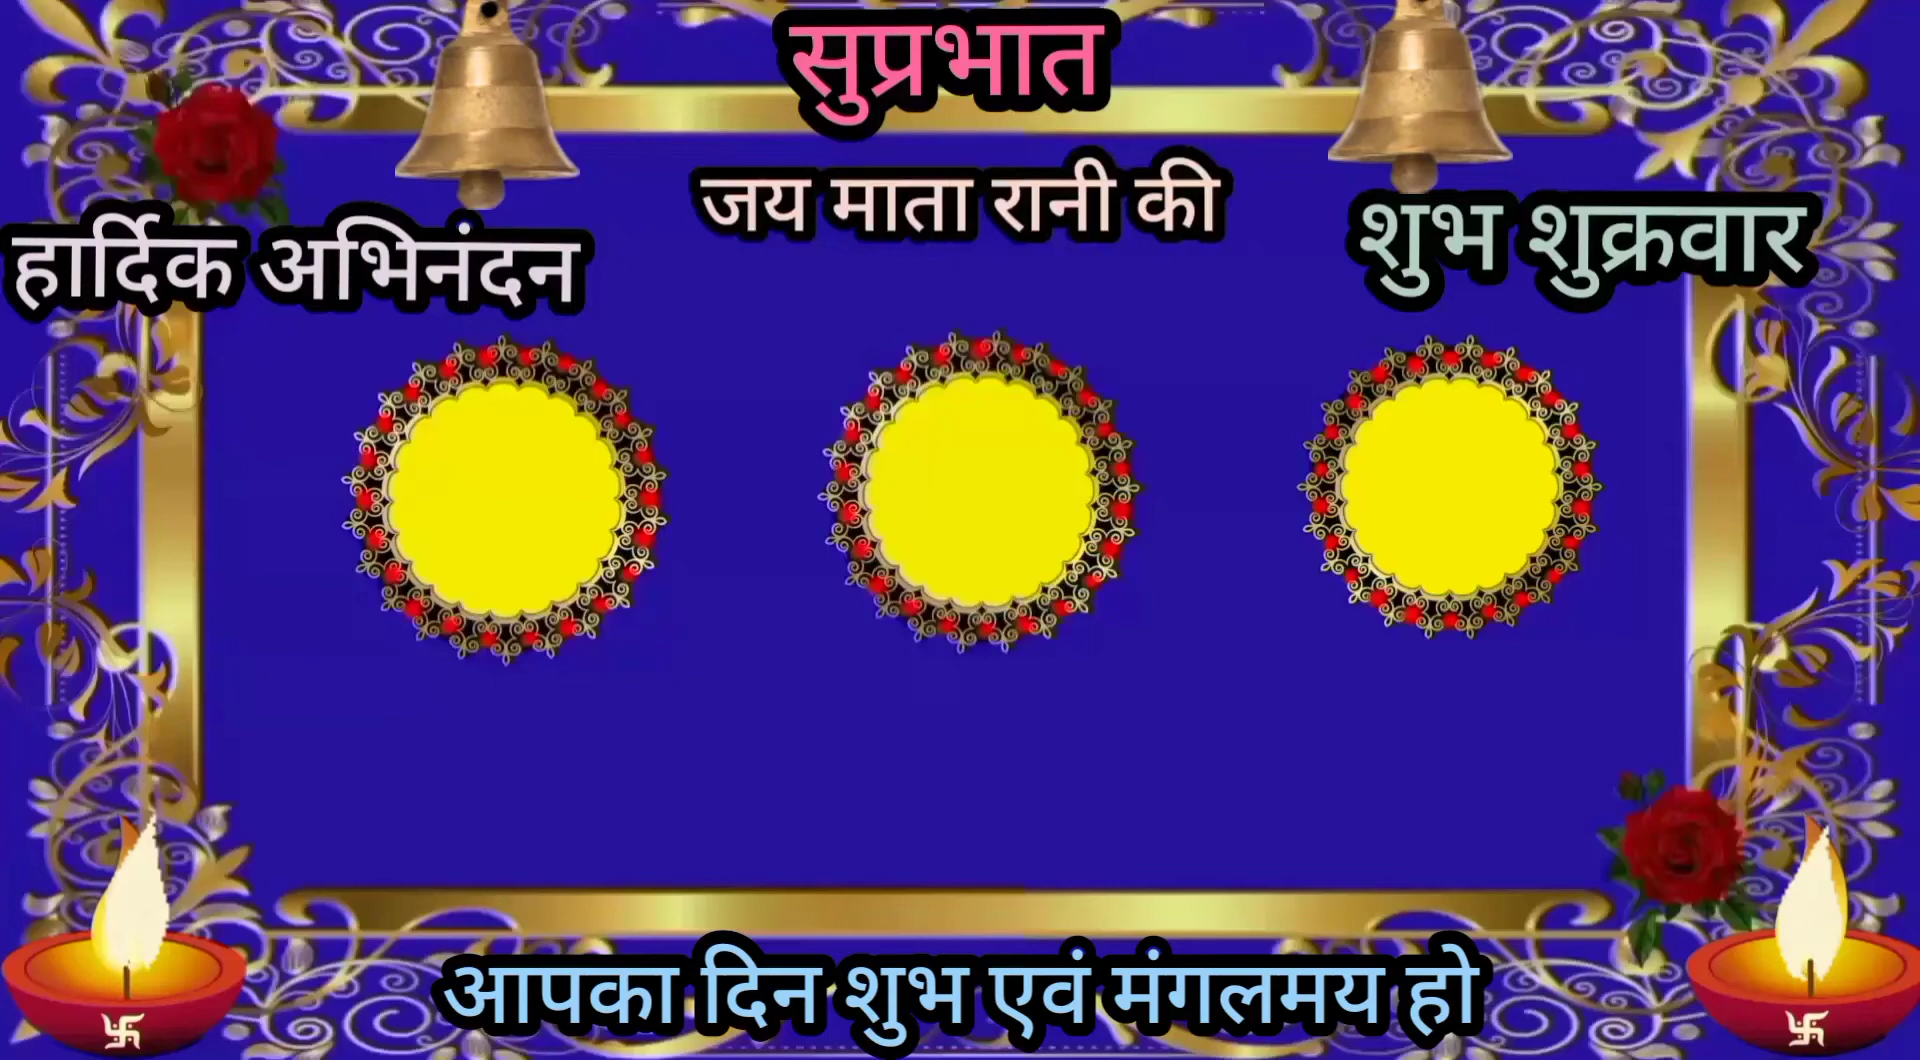 सुप्रभात
जय माता रानी की
हार्दिक अभिनंदन
शुभ शुक्रवार
आपका दिन शुभ एवं मंगलमय हो